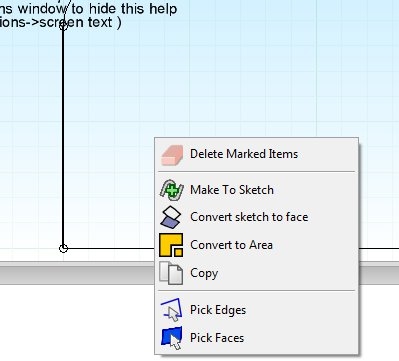 ns window to hide this help
ions->screen text )
Delete Marked Items
Make To Sketch
Convert sketch to face
Convert to Area
Copy
Pick Edges
Pick Faces